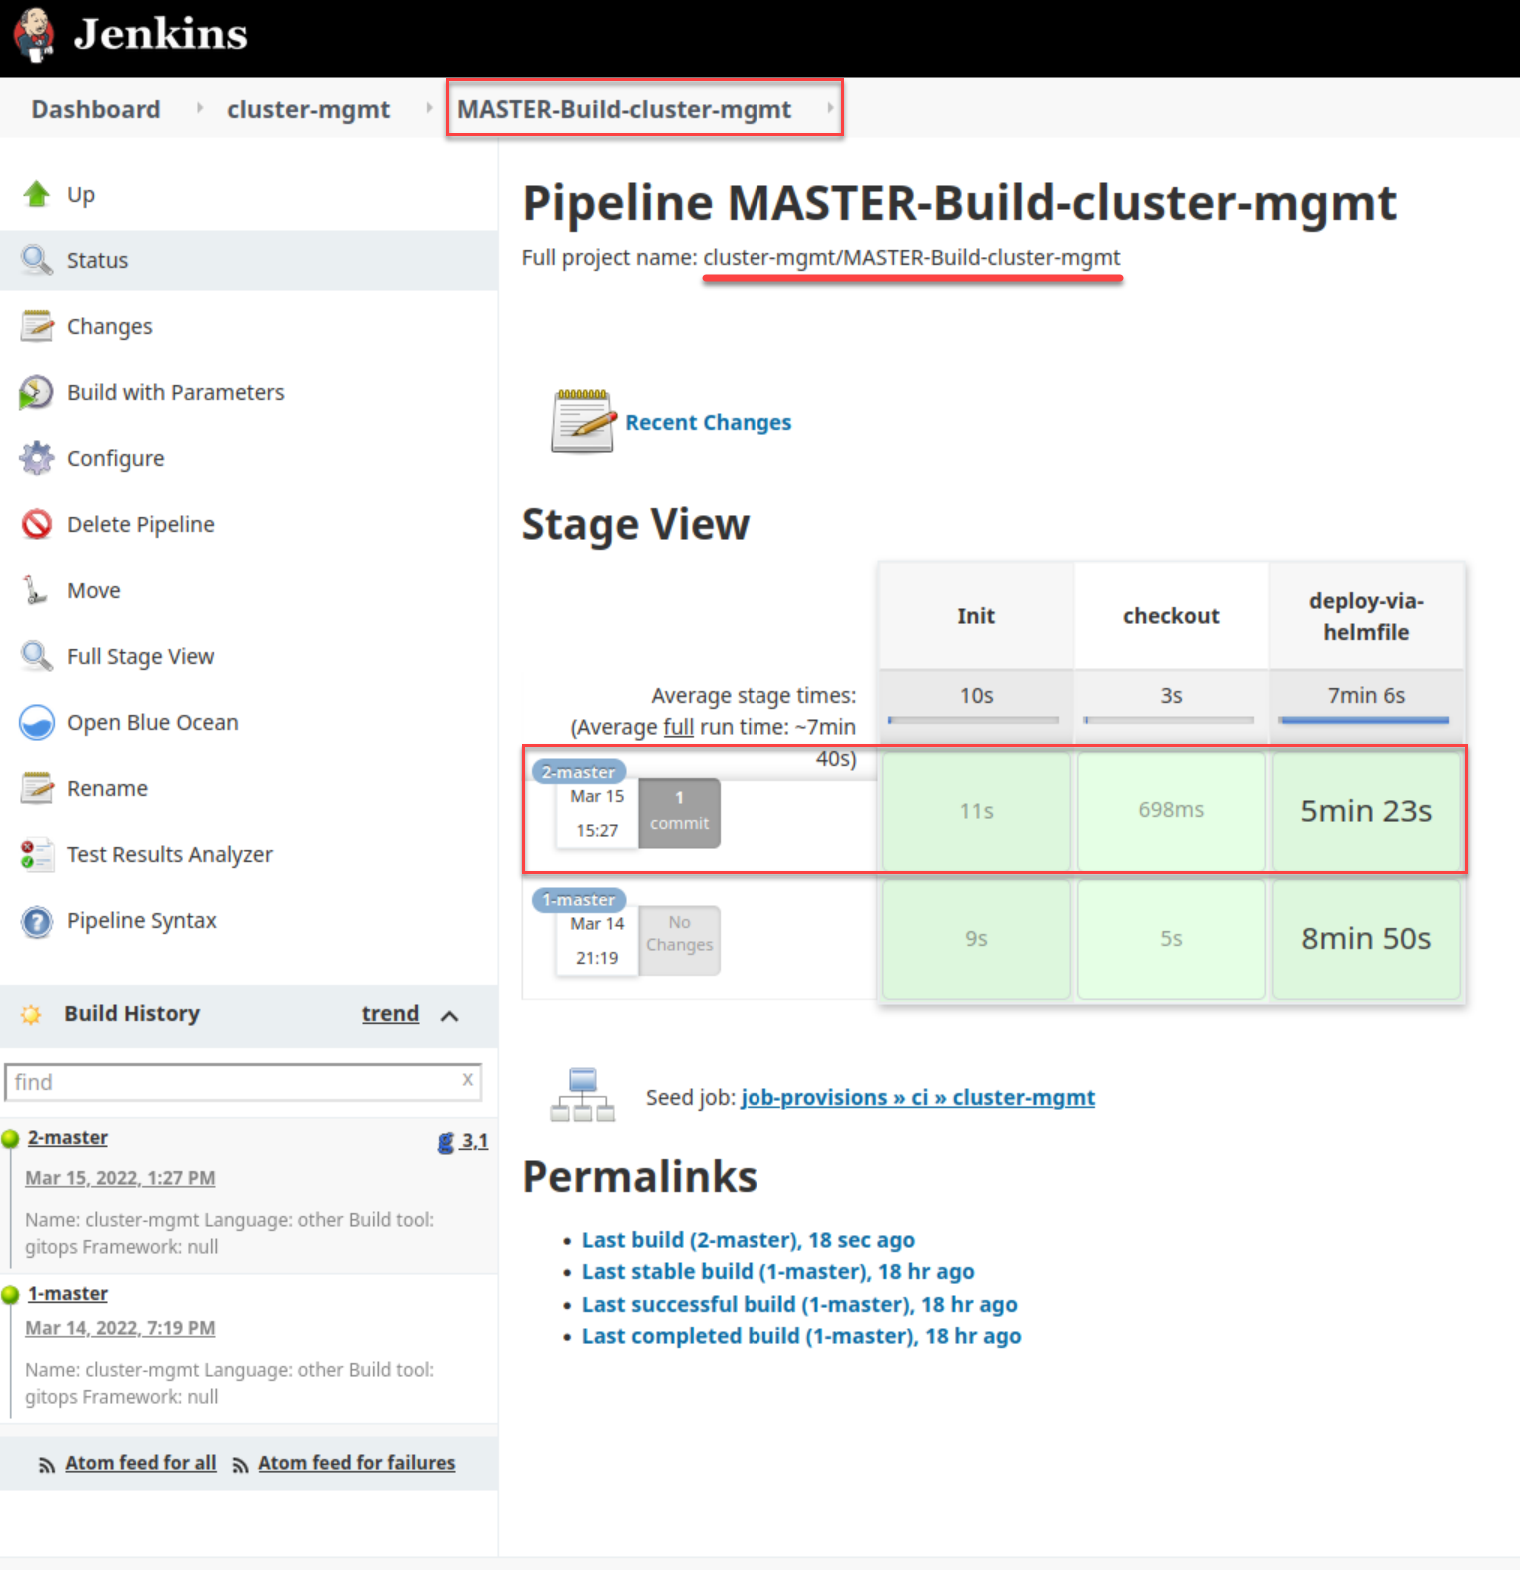 Jenkins
Dashboard
cluster-mgmt
MASTER-Build-cluster-mgmt
Up
Status
Changes
Build with Parameters
Configure
Delete Pipeline
Move
Full Stage View
Open Blue Ocean
Rename
Test Results Analyzer
Pipeline Syntax
Build History
trend
find
x
2-master
3,1
Mar 15, 2022, 1:27 PM
Name: cluster-mgmt Language: other Build tool:
gitops Framework: null
1-master
Mar 14, 2022, 7:19 PM
Name: cluster-mgmt Language: other Build tool:
gitops Framework: null
Atom feed for all
Atom feed for failures
Pipeline MASTER-Build-cluster-mgmt
Full project name: cluster-mgmt/MASTER-Build-cluster-mgmt
Recent Changes
Stage View
Init
checkout
deploy-via-
helmfile
Average stage times:
(Average full run time: ~7min
40s)
10s
3s
7min 6s
2-master
Mar 15
15:27
1
commit
11s
698ms
5min 23s
1-master
Mar 14
21:19
No
Changes
9s
5s
8min 50s
Seed job: job-provisions » ci » cluster-mgmt
Permalinks
Last build (2-master), 18 sec ago
Last stable build (1-master), 18 hr ago
Last successful build (1-master), 18 hr ago
Last completed build (1-master), 18 hr ago